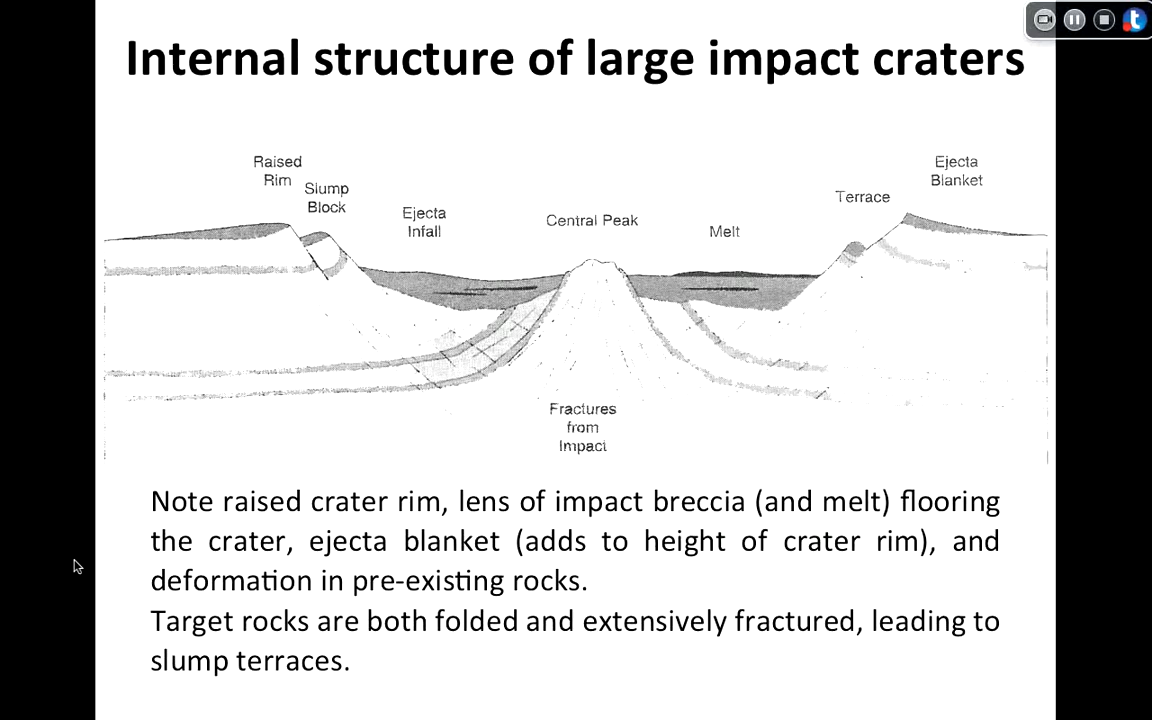 Internal structure of large impact craters
Raised
Rim
Slump
Block
Ejecta
Infall
Central Peak
Melt
Terrace
Ejecta
Blanket
Fractures
from
Impact
Note raised crater rim, lens of impact breccia (and melt) flooring
the crater, ejecta blanket (adds to height of crater rim), and
deformation in pre-existing rocks.
Target rocks are both folded and extensively fractured, leading to
slump terraces.
t